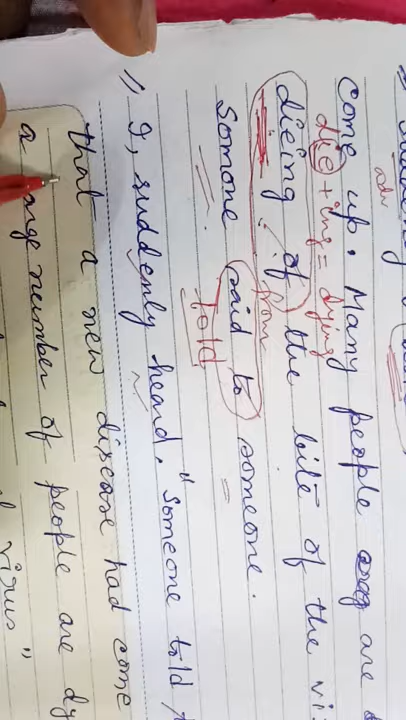 adv
come up. Many people are
die+ing = dying
dieing of the bite of the vi
from
Somone said to someone.
told
1) I, suddenly heard, "Someone told
that a new disease had come
a large number of people are dy
virus"